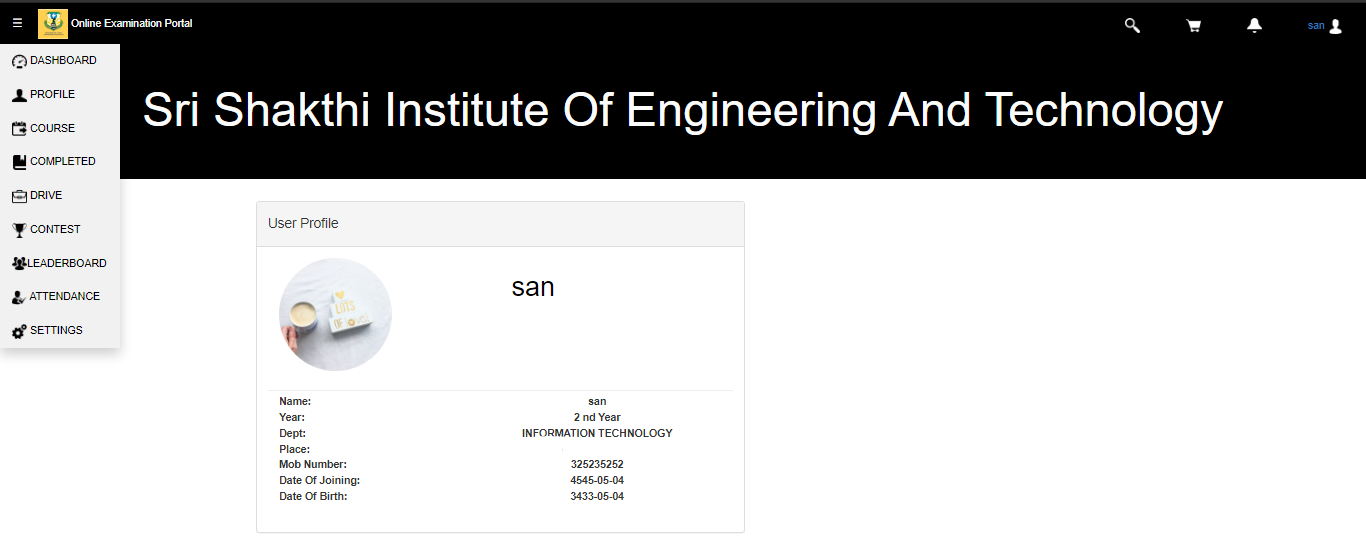 ☰ Online Examination Portal
san
DASHBOARD
PROFILE
COURSE
COMPLETED
DRIVE
CONTEST
LEADERBOARD
ATTENDANCE
SETTINGS
Sri Shakthi Institute Of Engineering And Technology
User Profile
LOTS
OF
san
Name: san
Year: 2 nd Year
Dept: INFORMATION TECHNOLOGY
Place:
Mob Number: 325235252
Date Of Joining: 4545-05-04
Date Of Birth: 3433-05-04